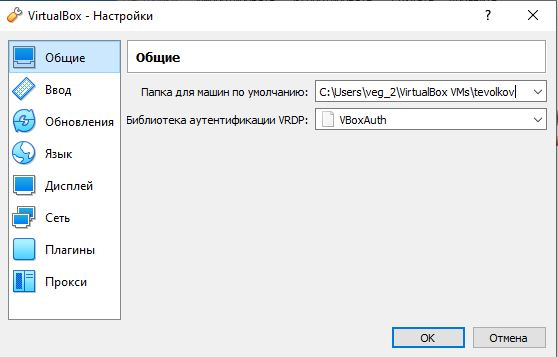 VirtualBox - Настройки
Общие
Ввод
Обновления
Язык
Дисплей
Сеть
Плагины
Прокси
Общие
Папка для машин по умолчанию: C:\Users\veg_2\VirtualBox VMs\tevolkov
Библиотека аутентификации VRDP: VBoxAuth
OK Отмена